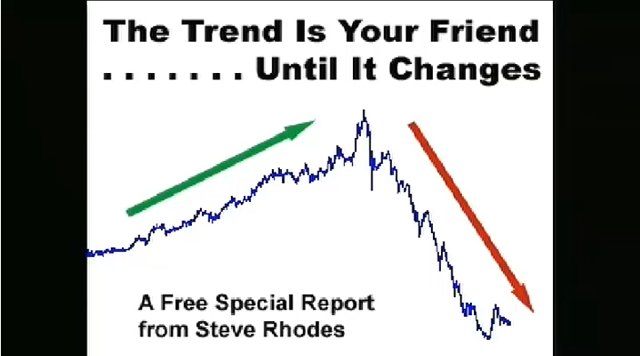 The Trend Is Your Friend
. . . . . . . Until It Changes
A Free Special Report
from Steve Rhodes